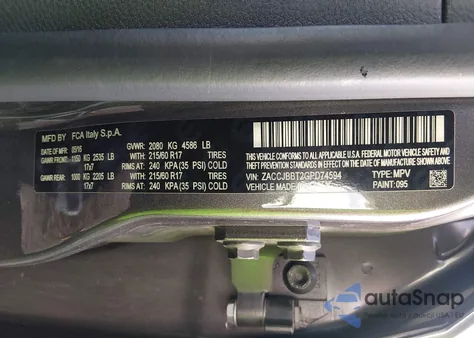 MFD BY FCA Italy S.p.A.
DATE OF MFR 05/16 GVWR: 2080 KG 4586 LB
GAWR FRONT: 1150 KG 2535 LB WITH 215/60 R17 TIRES
17x7 RIMS AT: 240 KPA(35 PSI) COLD
GAWR REAR: 1000 KG 2205 LB WITH 215/60 R17 TIRES
17x7 RIMS AT: 240 KPA(35 PSI) COLD
THIS VEHICLE CONFORMS TO ALL APPLICABLE FEDERAL MOTOR VEHICLE SAFETY
THEFT PREVENTION STANDARDS IN EFFECT ON THE DATE OF MFR SHOWN ABOVE
VIN: ZACCJBBT2GPD74594 TYPE: MPV
VEHICLE MADE PAINT: 095
autoSnap